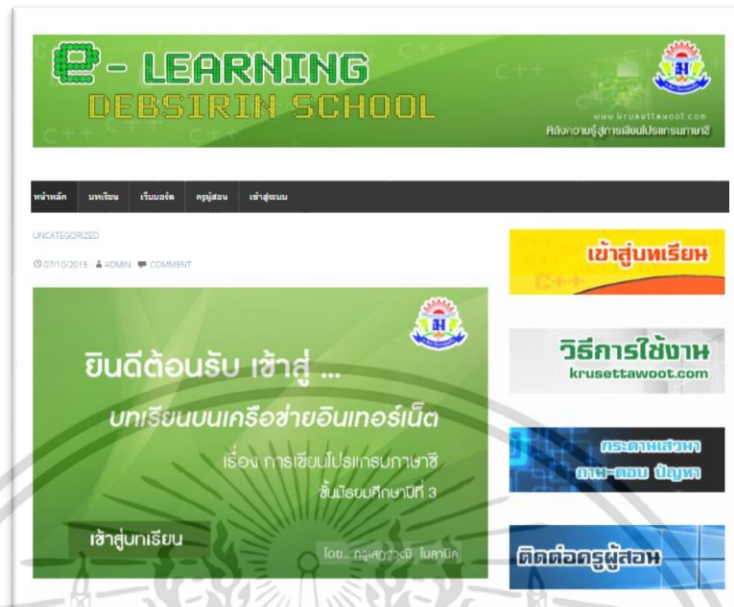 e - LEARNING
DEBSIRIN SCHOOL
www.krusettawoot.com
พิลังความรู้สู่การเขียนโปรแกรมภาษาซี
หน้าหลัก บทเรียน เว็บบอร์ด ครูผู้สอน เข้าสู่ระบบ
UNCATEGORIZED
07/10/2015 ADMIN COMMENT
ยินดีต้อนรับ เข้าสู่ ...
บทเรียนบนเครือข่ายอินเทอร์เน็ต
เรื่อง การเขียนโปรแกรมภาษาซี
ชั้นมัธยมศึกษาปีที่ 3
เข้าสู่บทเรียน
โดย...
เข้าสู่บทเรียน
วิธีการใช้งาน
krusettawoot.com
กระดานเสวนา
ถาม-ตอบ ปัญหา
ติดต่อครูผู้สอน